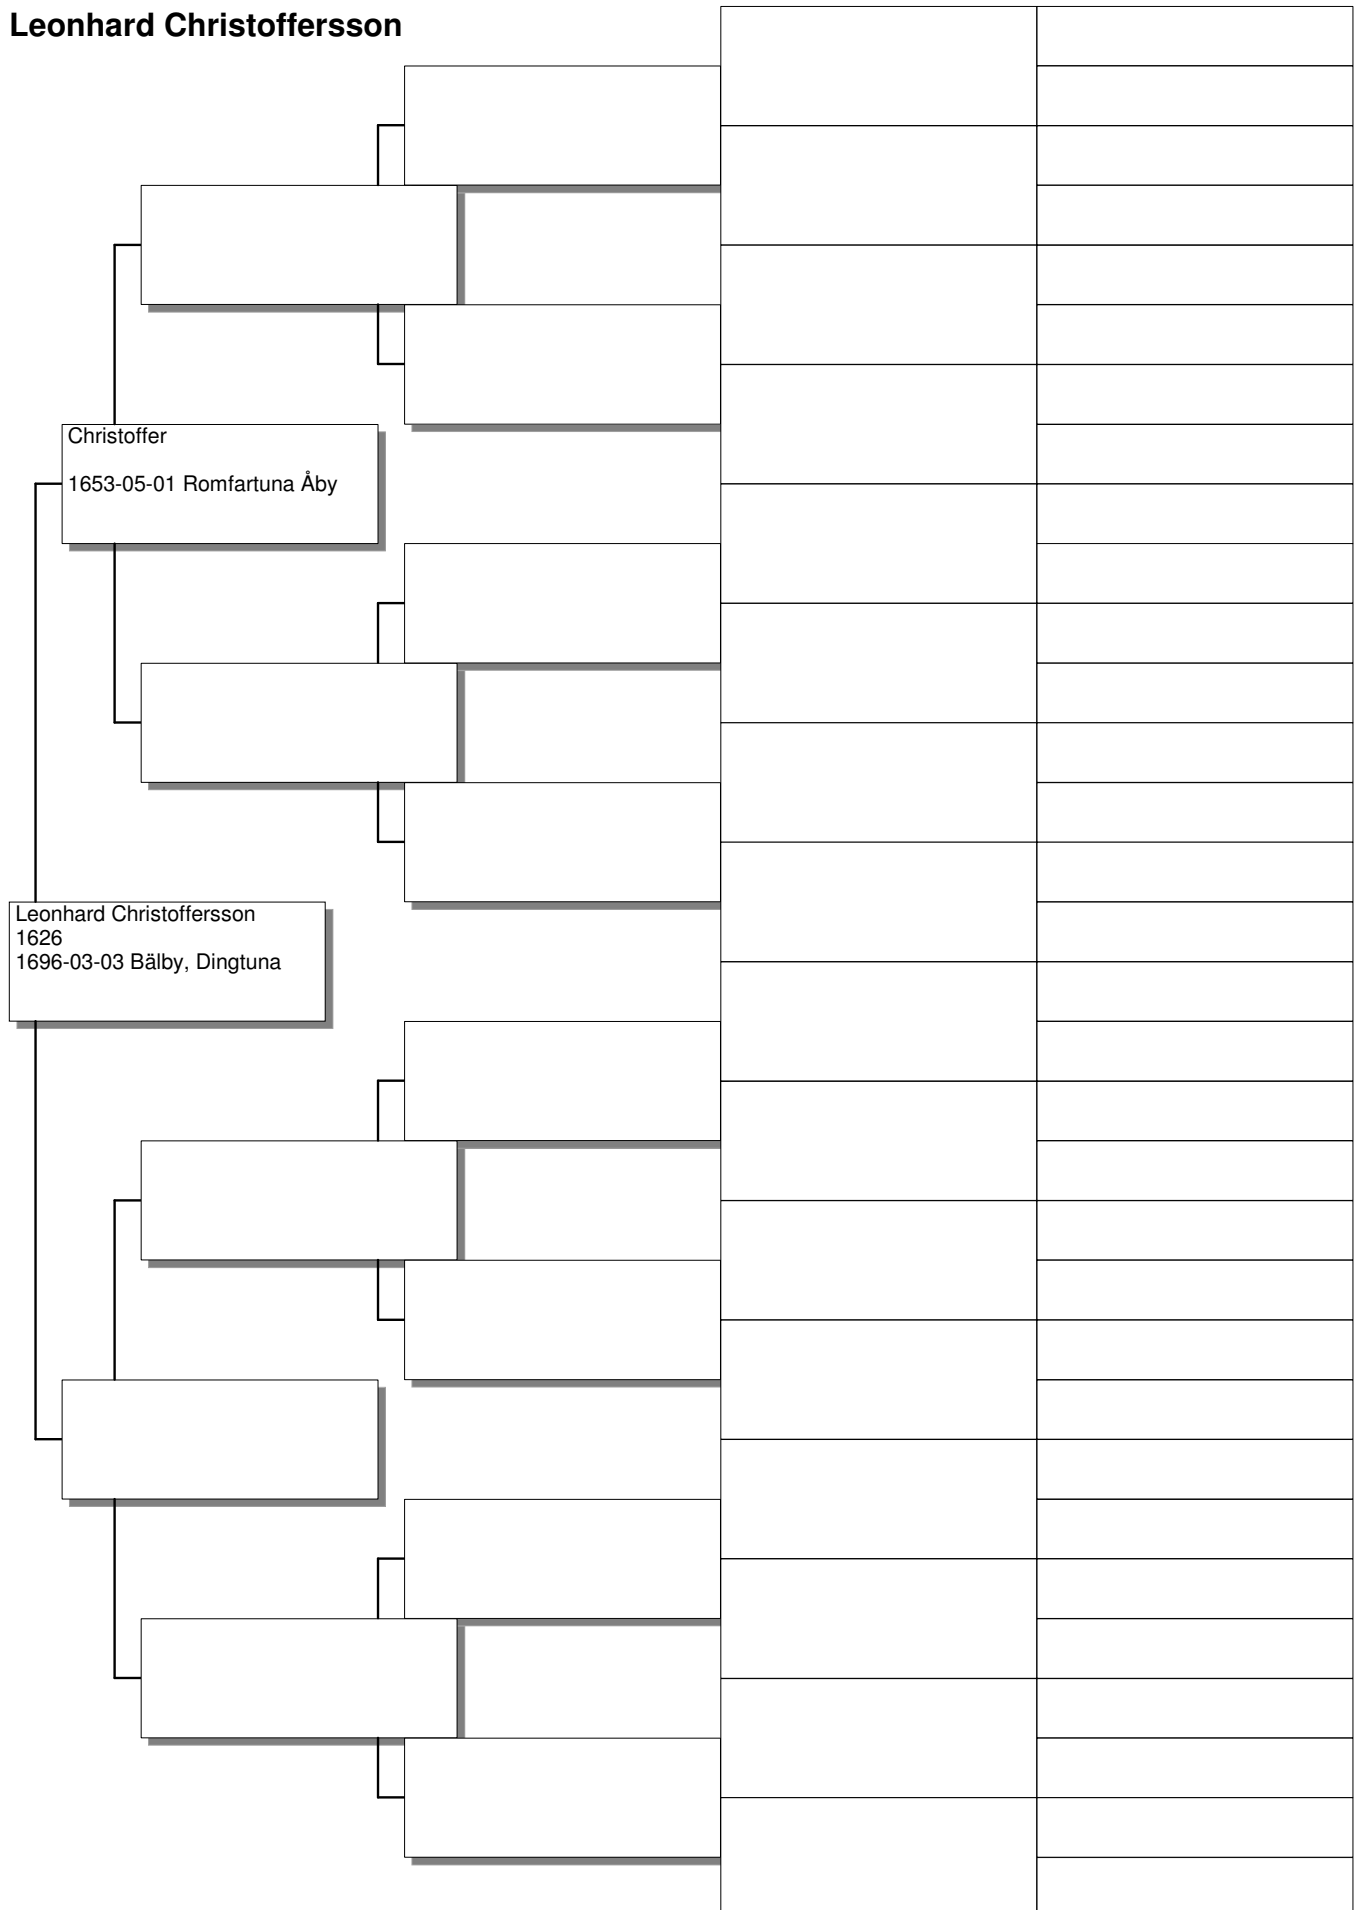 Leonhard Christoffersson
Christoffer
1653-05-01 Romfartuna Åby
Leonhard Christoffersson
1626
1696-03-03 Bälby, Dingtuna